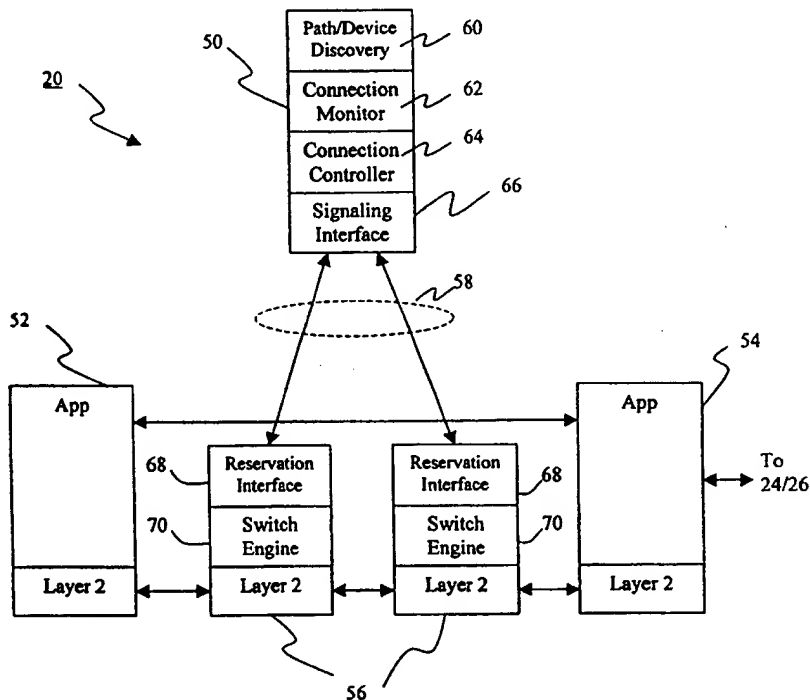 Path/Device
Discovery
60
50
20
Connection
Monitor
62
Connection
Controller
64
Signaling
Interface
66
58
52
54
App
App
68
Reservation
Interface
Reservation
Interface
68
To
24/26
70
Switch
Engine
Switch
Engine
70
Layer 2
Layer 2
Layer 2
Layer 2
56